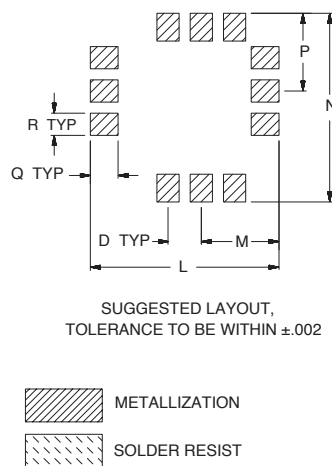 P
N
R TYP
Q TYP
D TYP
M
L
SUGGESTED LAYOUT,
TOLERANCE TO BE WITHIN ±.002
METALLIZATION
SOLDER RESIST